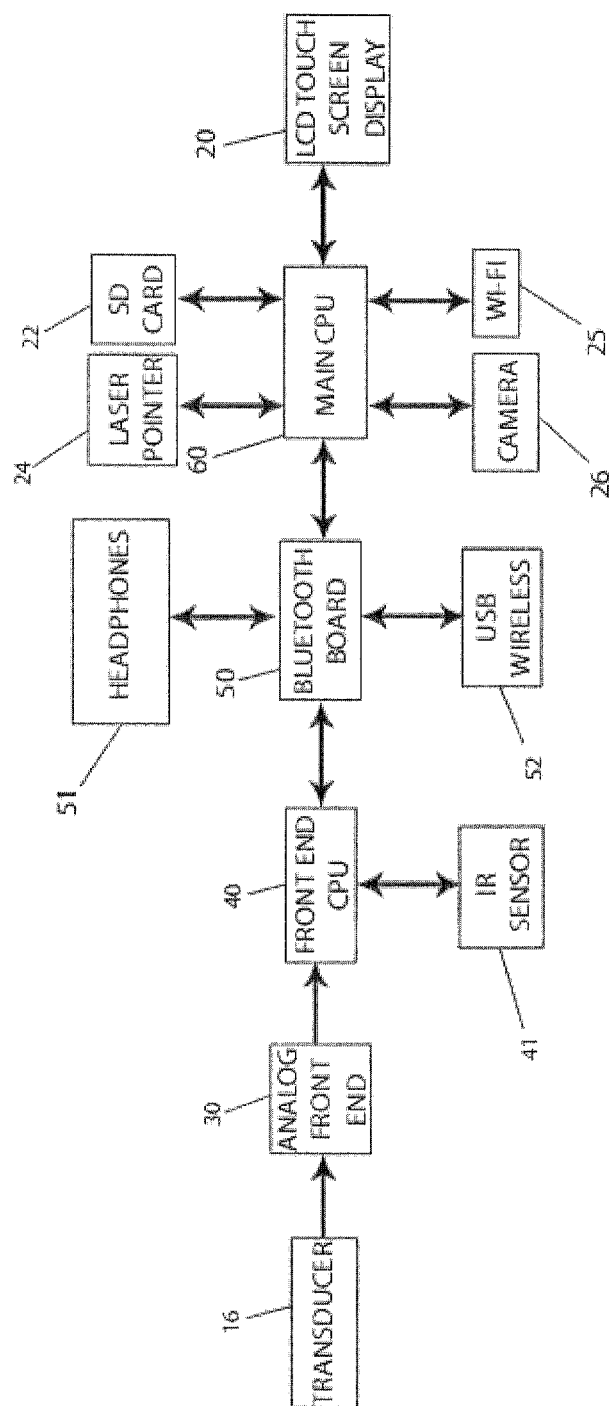 TRANSDUCER
16
ANALOG
FRONT
END
30
FRONT END
CPU
40
IR
SENSOR
41
BLUETOOTH
BOARD
50
HEADPHONES
51
USB
WIRELESS
52
MAIN CPU
60
LASER
POINTER
24
SD
CARD
22
CAMERA
26
WI-FI
25
LCD TOUCH
SCREEN
DISPLAY
20